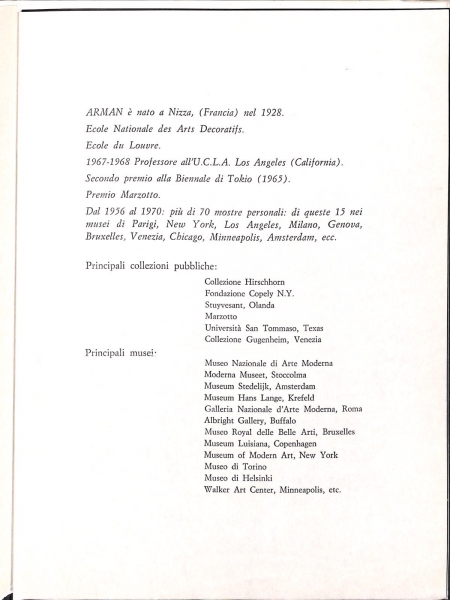 ARMAN è nato a Nizza, (Francia) nel 1928.
Ecole Nationale des Arts Decoratifs.
Ecole du Louvre.
1967-1968 Professore all'U.C.L.A. Los Angeles (California).
Secondo premio alla Biennale di Tokio (1965).
Premio Marzotto.
Dal 1956 al 1970: più di 70 mostre personali: di queste 15 nei
musei di Parigi, New York, Los Angeles, Milano, Genova,
Bruxelles, Venezia, Chicago, Minneapolis, Amsterdam, ecc.
Principali collezioni pubbliche:
Collezione Hirschhorn
Fondazione Copely N.Y.
Stuyvesant, Olanda
Marzotto
Università San Tommaso, Texas
Collezione Gugenheim, Venezia
Principali musei·
Museo Nazionale di Arte Moderna
Moderna Museet, Stoccolma
Museum Stedelijk, Amsterdam
Museum Hans Lange, Krefeld
Galleria Nazionale d'Arte Moderna, Roma
Albright Gallery, Buffalo
Museo Royal delle Belle Arti, Bruxelles
Museum Luisiana, Copenhagen
Museum of Modern Art, New York
Museo di Torino
Museo di Helsinki
Walker Art Center, Minneapolis, etc.